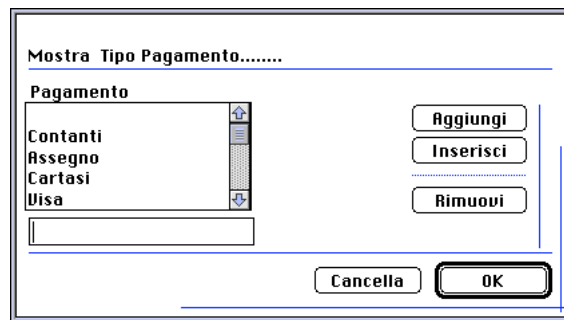 Mostra Tipo Pagamento........
Pagamento
Contanti
Assegno
Cartasi
Visa
Aggiungi
Inserisci
Rimuovi
Cancella
OK